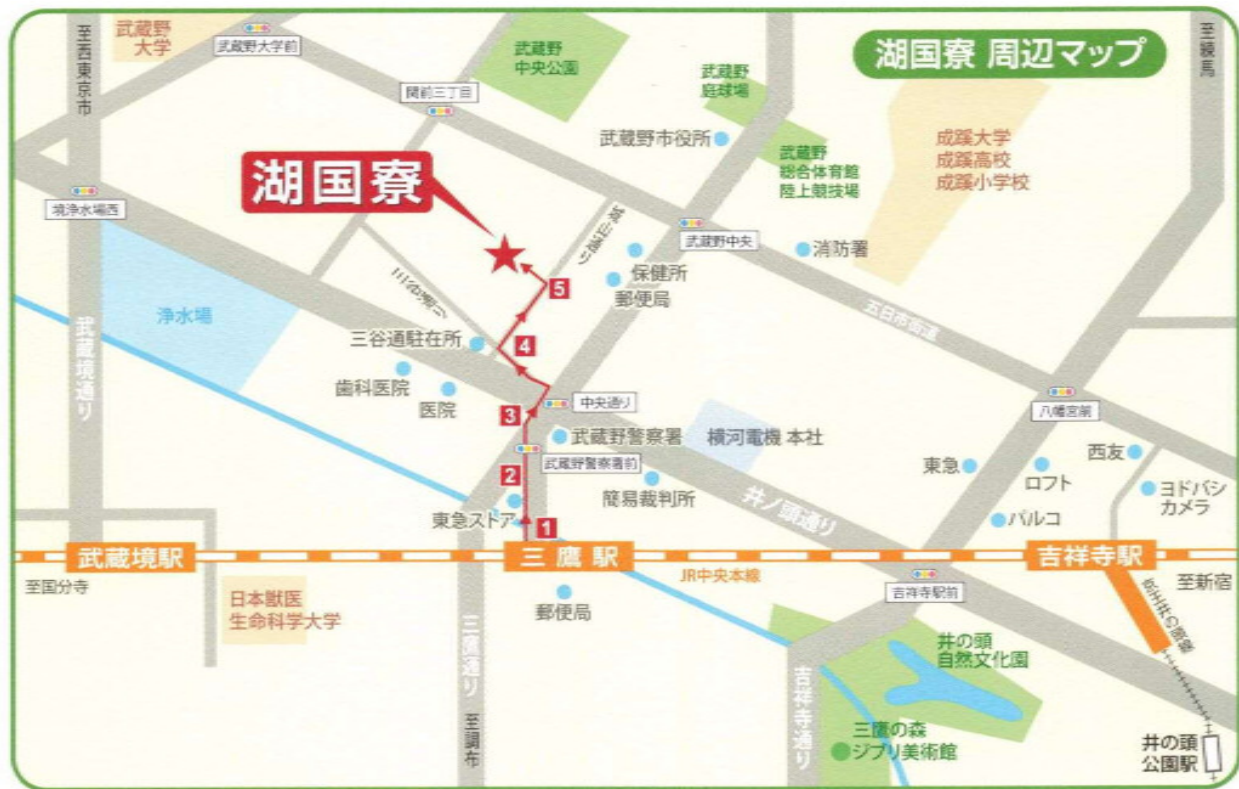 湖国寮 周辺マップ
至西東京市
武蔵野
大学
武蔵野大学前
武蔵野
中央公園
関前三丁目
武蔵野
庭球場
武蔵野市役所
武蔵野
総合体育館
陸上競技場
成蹊大学
成蹊高校
成蹊小学校
至練馬
湖国寮
境浄水場西
浄水場
武蔵境通り
保健所
郵便局
武蔵野中央
消防署
五日市街道
三谷通駐在所
歯科医院
医院
5
4
3
2
1
中央通り
武蔵野警察署
武蔵野警察署前
横河電機 本社
簡易裁判所
井ノ頭通り
八幡宮前
東急
ロフト
西友
パルコ
ヨドバシ
カメラ
東急ストア
武蔵境駅
三鷹駅
吉祥寺駅
JR中央本線
至国分寺
至新宿
吉祥寺駅前
日本獣医
生命科学大学
郵便局
三鷹通り
至調布
吉祥寺通り
井の頭
自然文化園
三鷹の森
ジブリ美術館
京王井の頭線
井の頭
公園駅